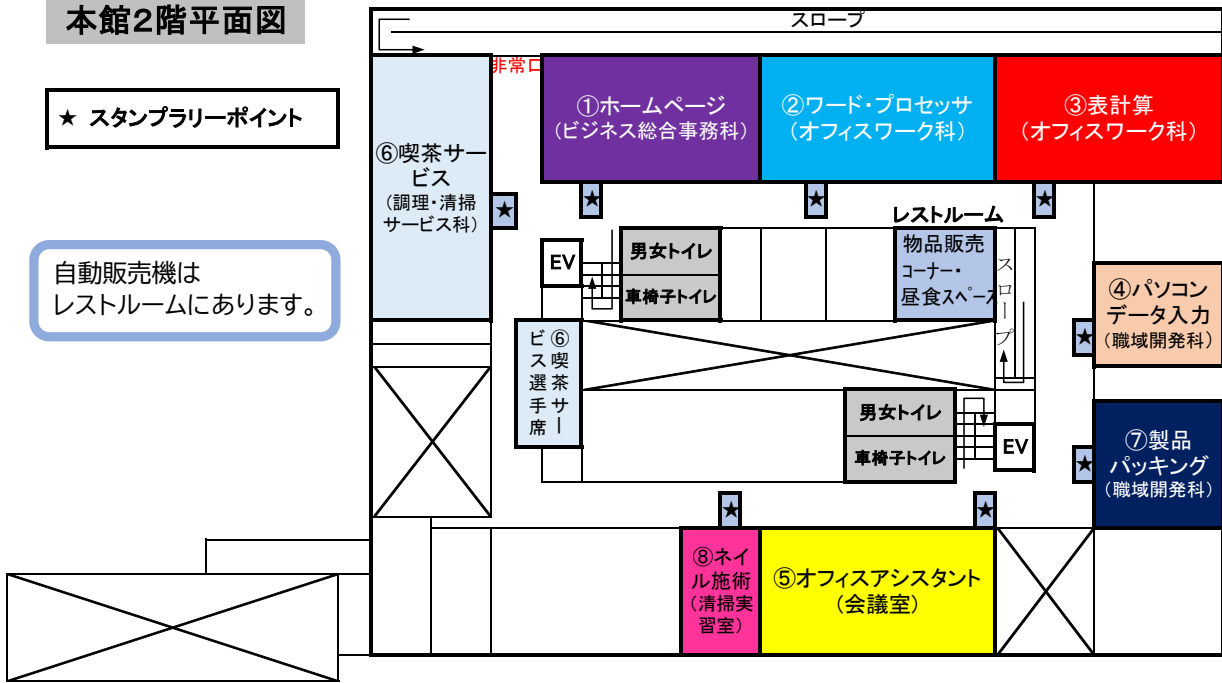 本館2階平面図
スロープ
非常口
★ スタンプラリーポイント
①ホームページ
(ビジネス総合事務科)
②ワード・プロセッサ
(オフィスワーク科)
③表計算
(オフィスワーク科)
⑥喫茶サー
ビス
(調理・清掃
サービス科)
★
★
★
★
レストルーム
物品販売
コーナー・
昼食スペース
スロープ
EV
男女トイレ
車椅子トイレ
自動販売機は
レストルームにあります。
④パソコン
データ入力
(職域開発科)
★
⑥喫茶サー
ビス選手席
男女トイレ
車椅子トイレ
EV
⑦製品
パッキング
(職域開発科)
★
★
★
⑧ネイ
ル施術
(清掃実
習室)
⑤オフィスアシスタント
(会議室)